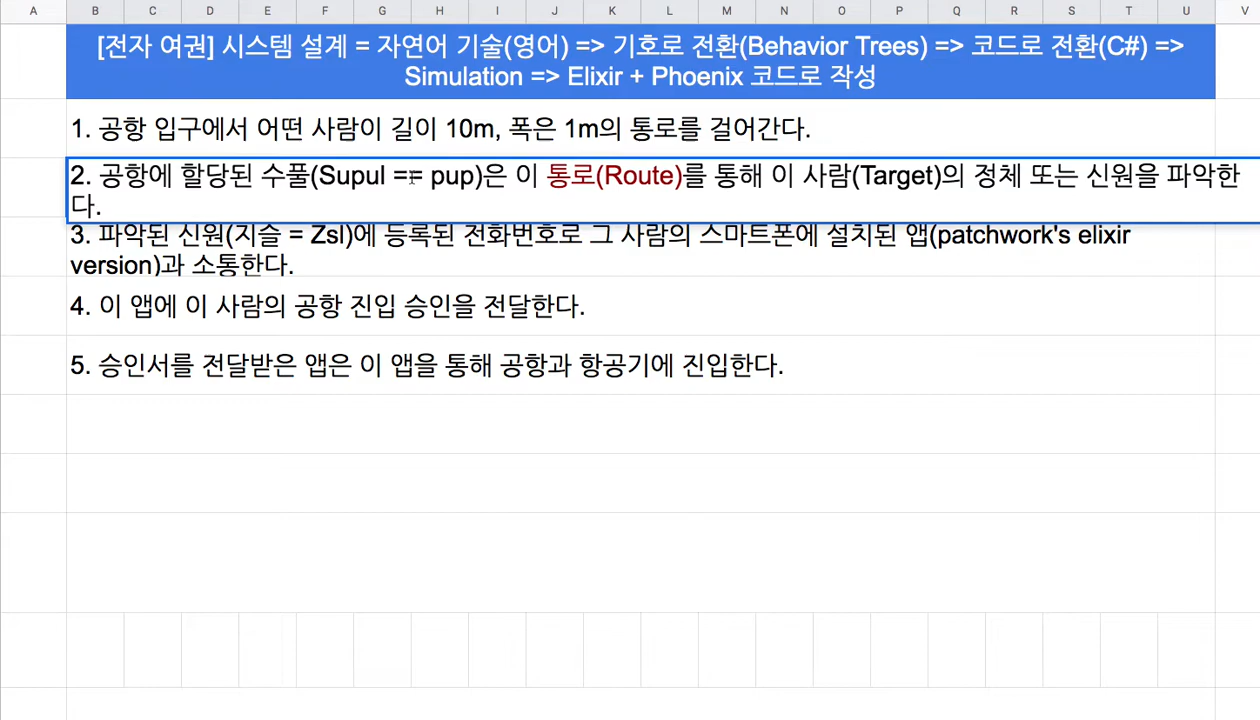 A B C D E F G H I J K L M N O P Q R S T U V
[전자 여권] 시스템 설계 = 자연어 기술(영어) => 기호로 전환(Behavior Trees) => 코드로 전환(C#) =>
Simulation => Elixir + Phoenix 코드로 작성
1. 공항 입구에서 어떤 사람이 길이 10m, 폭은 1m의 통로를 걸어간다.
2. 공항에 할당된 수풀(Supul == pup)은 이 통로(Route)를 통해 이 사람(Target)의 정체 또는 신원을 파악한
다.
3. 파악된 신원(지슬 = Zsl)에 등록된 전화번호로 그 사람의 스마트폰에 설치된 앱(patchwork's elixir
version)과 소통한다.
4. 이 앱에 이 사람의 공항 진입 승인을 전달한다.
5. 승인서를 전달받은 앱은 이 앱을 통해 공항과 항공기에 진입한다.